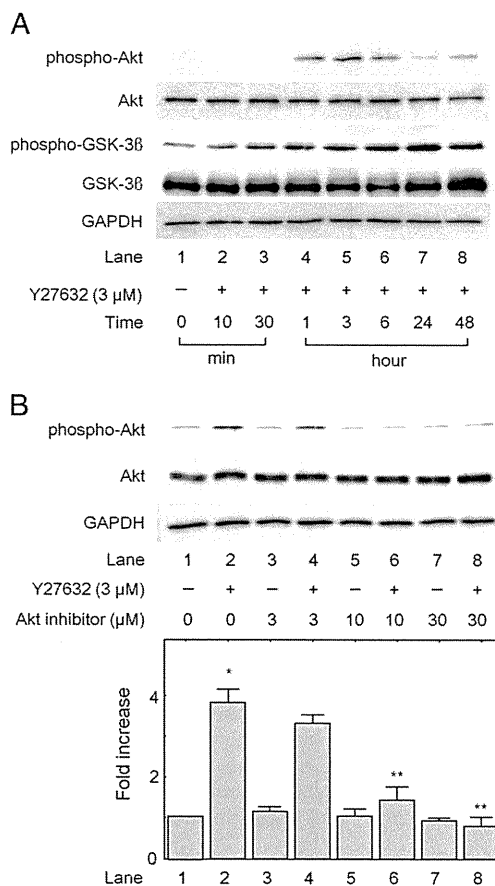 A
phospho-Akt
Akt
phospho-GSK-3ß
GSK-3ß
GAPDH
Lane 1 2 3 4 5 6 7 8
Y27632 (3 µM) – + + + + + + +
Time 0 10 30 1 3 6 24 48
min hour
B
phospho-Akt
Akt
GAPDH
Lane 1 2 3 4 5 6 7 8
Y27632 (3 µM) – + – + – + – +
Akt inhibitor (µM) 0 0 3 3 10 10 30 30
Fold increase
4
2
0
*
**
**
Lane 1 2 3 4 5 6 7 8